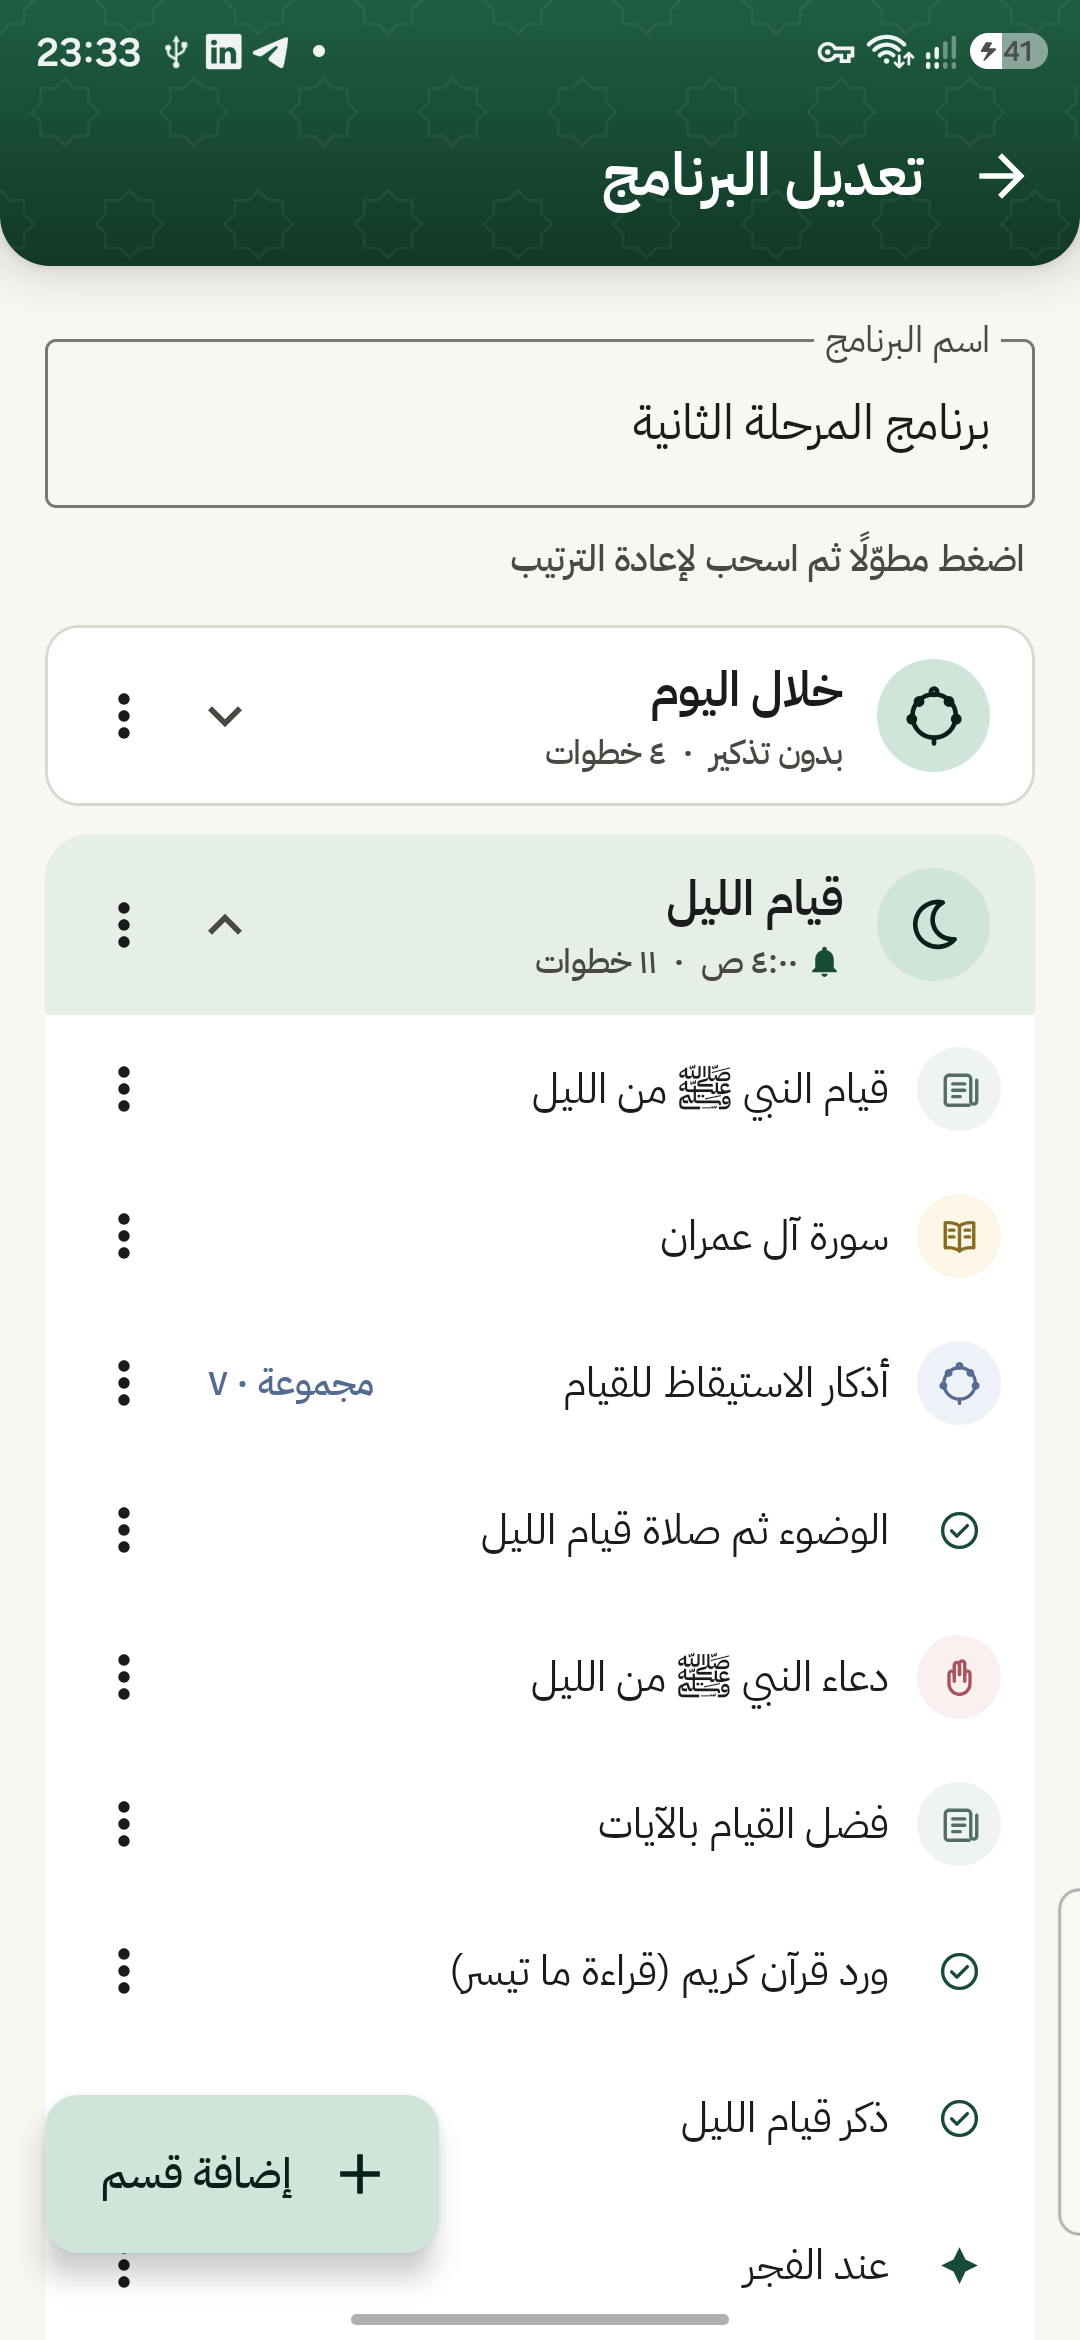 23:33
41
تعديل البرنامج
اسم البرنامج
برنامج المرحلة الثانية
اضغط مطوّلًا ثم اسحب لإعادة الترتيب
خلال اليوم
بدون تذكير · ٤ خطوات
قيام الليل
٤:٠٠ ص · ١١ خطوات
قيام النبي ﷺ من الليل
سورة آل عمران
أذكار الاستيقاظ للقيام
مجموعة · ٧
الوضوء ثم صلاة قيام الليل
دعاء النبي ﷺ من الليل
فضل القيام بالآيات
ورد قرآن كريم (قراءة ما تيسر)
ذكر قيام الليل
إضافة قسم
عند الفجر